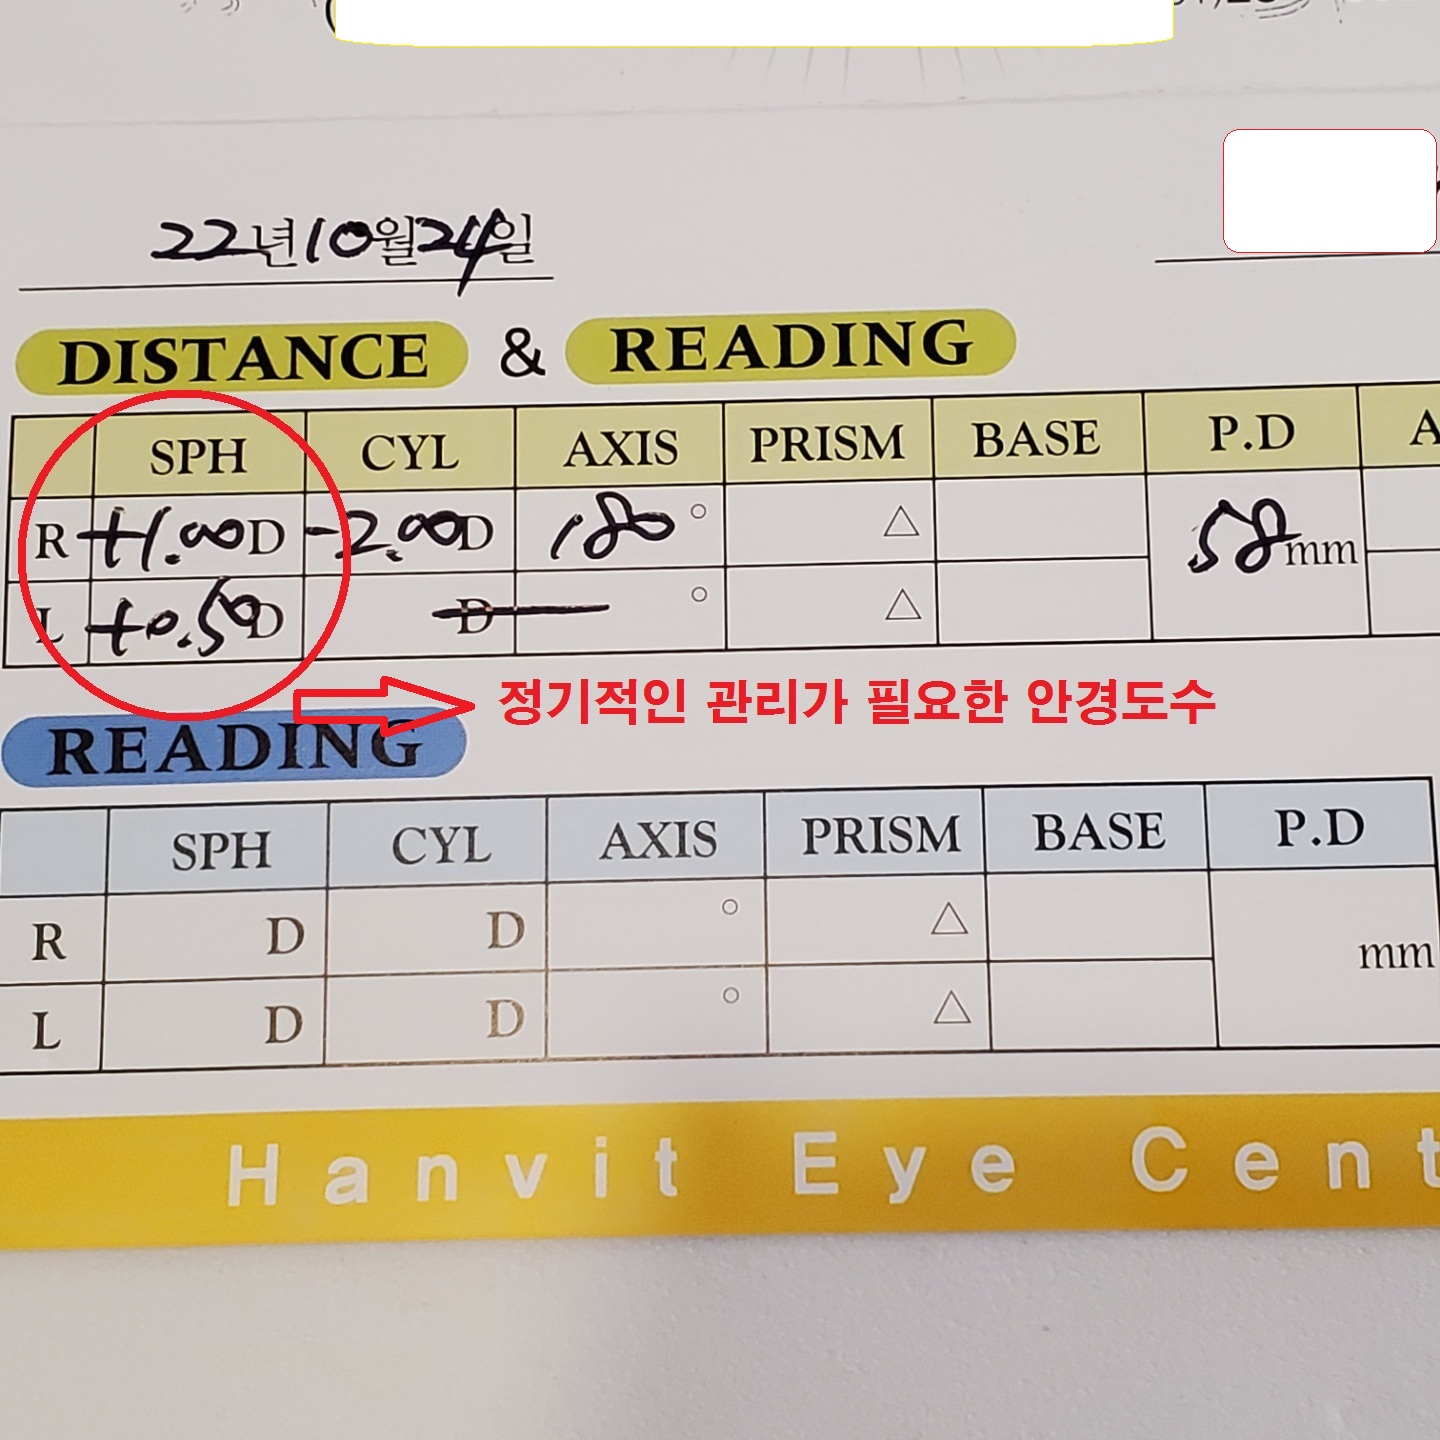 22년10월24일
DISTANCE & READING
SPH CYL AXIS PRISM BASE P.D
R +1.00D -2.00D 180° △ 58mm
L +0.50D D ° △
정기적인 관리가 필요한 안경도수
READING
SPH CYL AXIS PRISM BASE P.D
R D D ° △ mm
L D D ° △
Hanvit Eye Cent